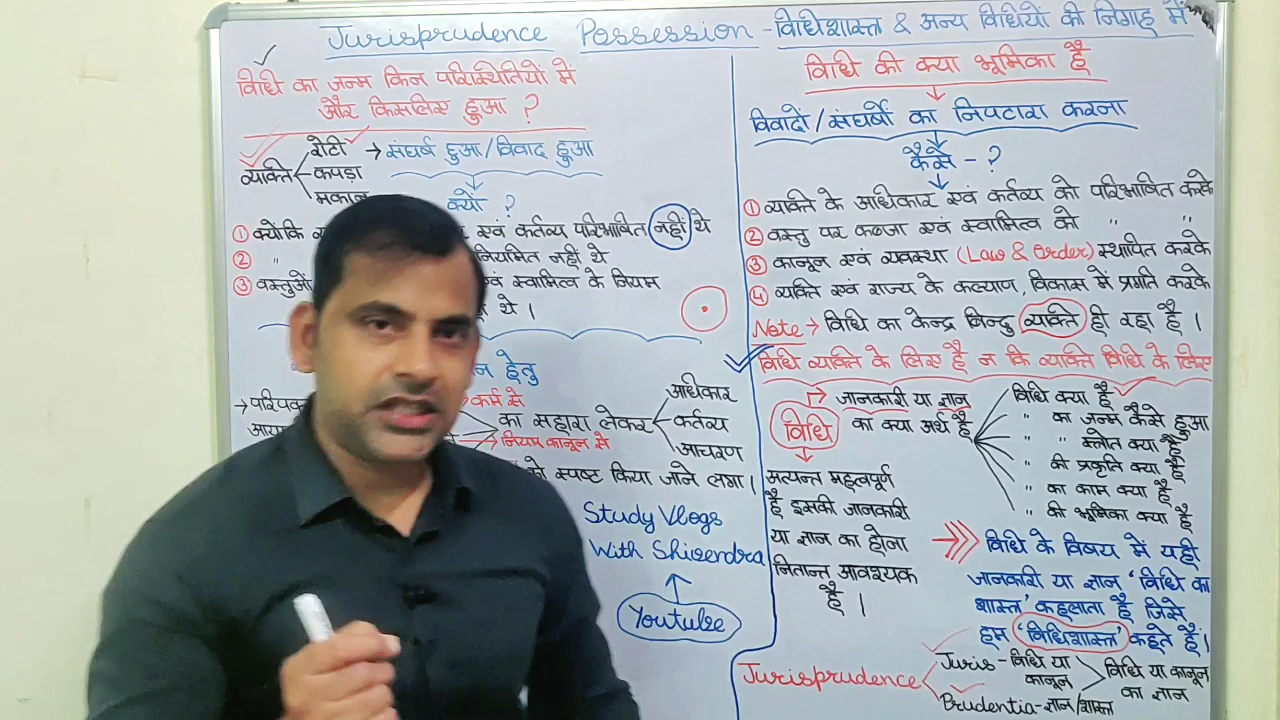 Jurisprudence Possession - विधिशास्त्र & अन्य विधियों की निगाह में
विधि का जन्म किन परिस्थितियों में
और किसलिए हुआ ?
व्यक्ति
रोटी
कपड़ा
मकान
→ संघर्ष हुआ/विवाद हुआ
क्यों ?
① क्योंकि एवं कर्तव्य परिभाषित नहीं थे
② " नियमित नहीं थे
③ वस्तुओं एवं स्वामित्व के नियम
थे ।
हेतु
→ परिपक्व
कर्म से
का सहारा लेकर
नियम कानून से
अधिकार
कर्तव्य
आचरण
को स्पष्ट किया जाने लगा ।
Study Vlogs
With Shivendra
↑
Youtube
विधि की क्या भूमिका है
विवादों/संघर्षों का निपटारा करना
कैसे - ?
① व्यक्ति के अधिकार एवं कर्तव्य को परिभाषित करके
② वस्तु पर कब्जा एवं स्वामित्व को " "
③ कानून एवं व्यवस्था (Law & Order) स्थापित करके
④ व्यक्ति एवं राज्य के कल्याण, विकास में प्रगति करके
Note → विधि का केन्द्र बिन्दु व्यक्ति ही रहा है ।
विधि व्यक्ति के लिए है न कि व्यक्ति विधि के लिए
विधि
→ जानकारी या ज्ञान
का क्या अर्थ है
विधि क्या है
" का जन्म कैसे हुआ
" " स्त्रोत क्या है
" की प्रकृति क्या है
" का काम क्या है
" की भूमिका क्या है
अत्यन्त महत्वपूर्ण
है इसकी जानकारी
या ज्ञान का होना
नितान्त आवश्यक
है ।
विधि के विषय में यही
जानकारी या ज्ञान 'विधि का
शास्त्र' कहलाता है जिसे
हम 'विधिशास्त्र' कहते हैं ।
Jurisprudence
Juris - विधि या
कानून
Prudentia - ज्ञान/शास्त्र
विधि या कानून
का ज्ञान